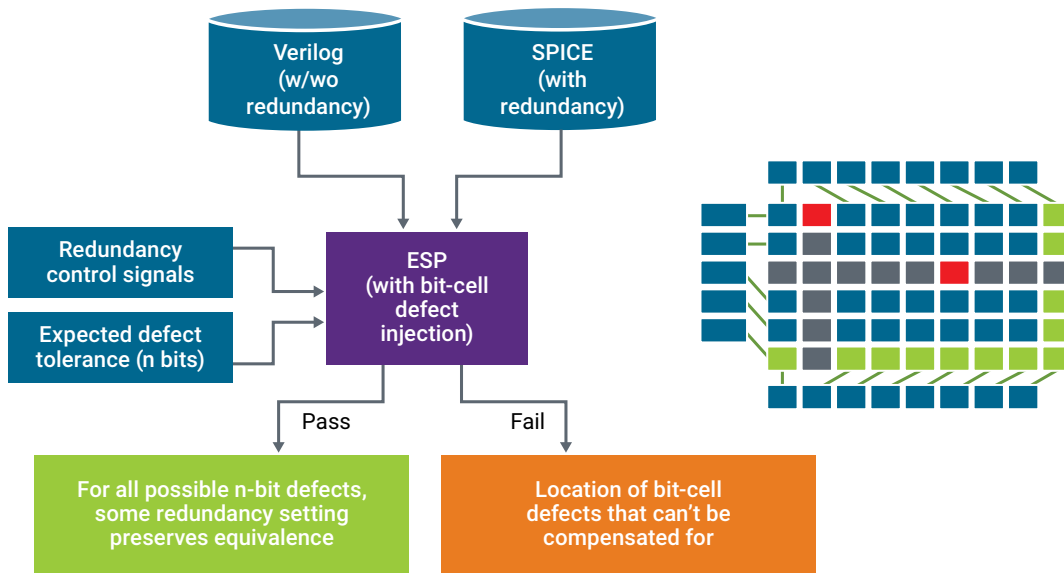 Verilog
(w/wo
redundancy)
SPICE
(with
redundancy)
Redundancy
control signals
Expected defect
tolerance (n bits)
ESP
(with bit-cell
defect
injection)
Pass
Fail
For all possible n-bit defects,
some redundancy setting
preserves equivalence
Location of bit-cell
defects that can’t be
compensated for